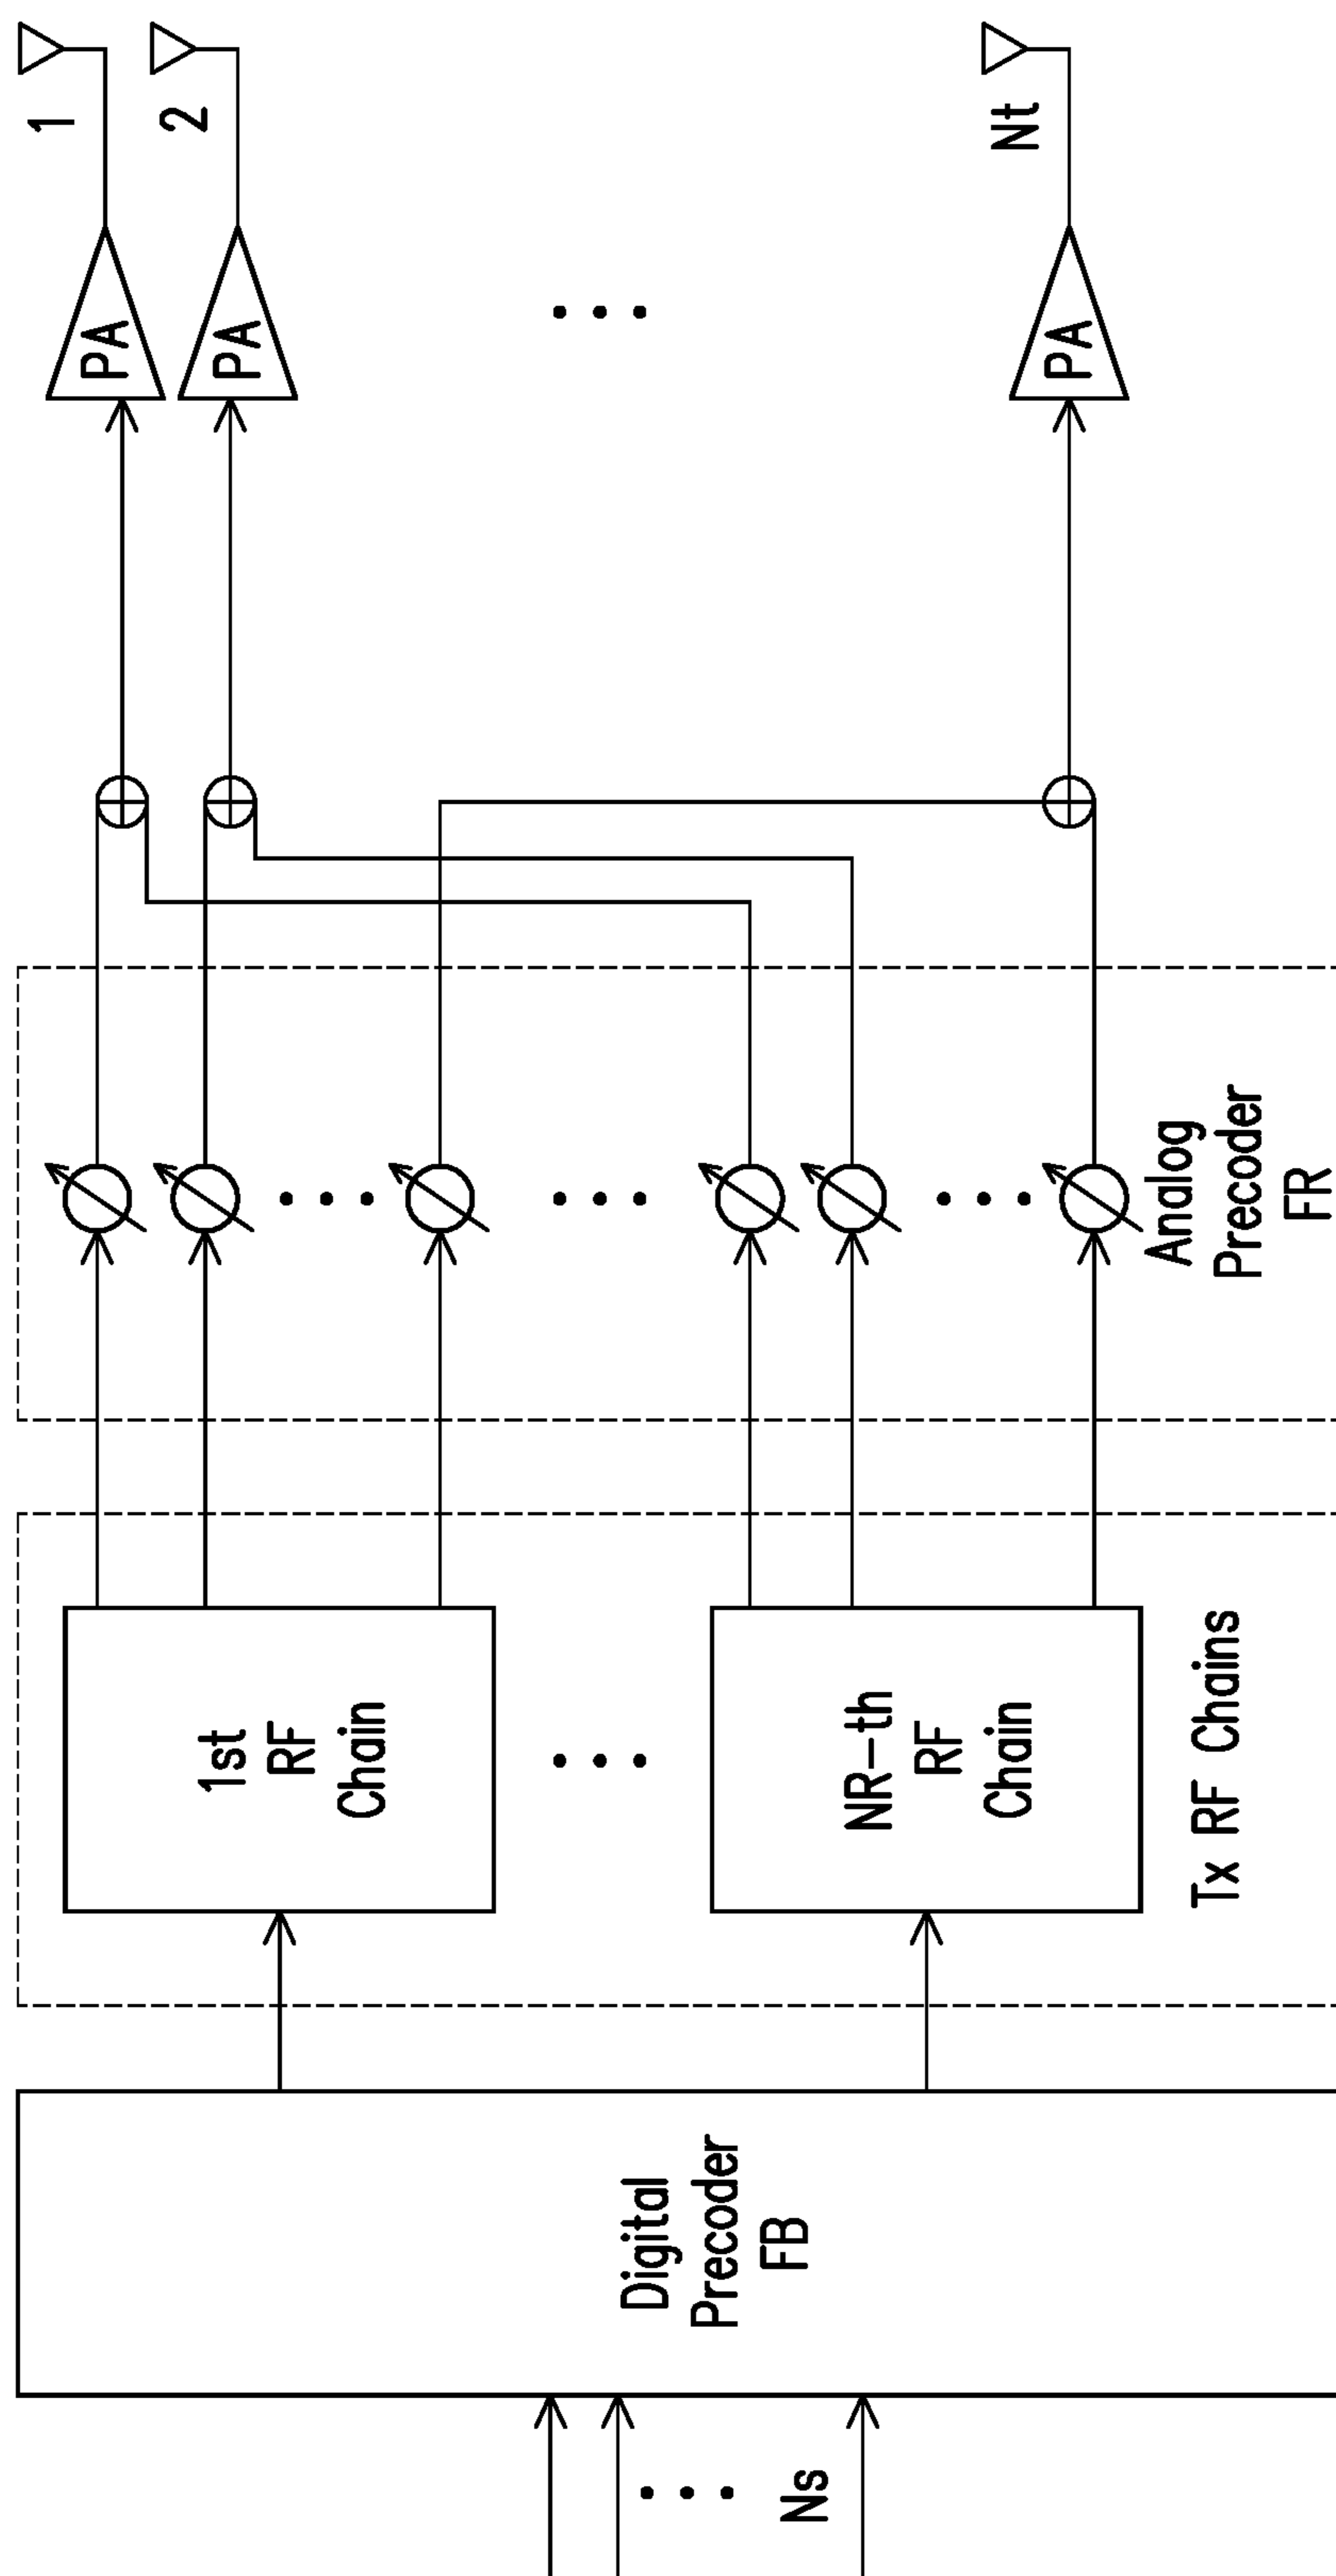 Ns
Digital
Precoder
FB
1st
RF
Chain
NR-th
RF
Chain
Tx RF Chains
Analog
Precoder
FR
PA
PA
PA
1
2
Nt